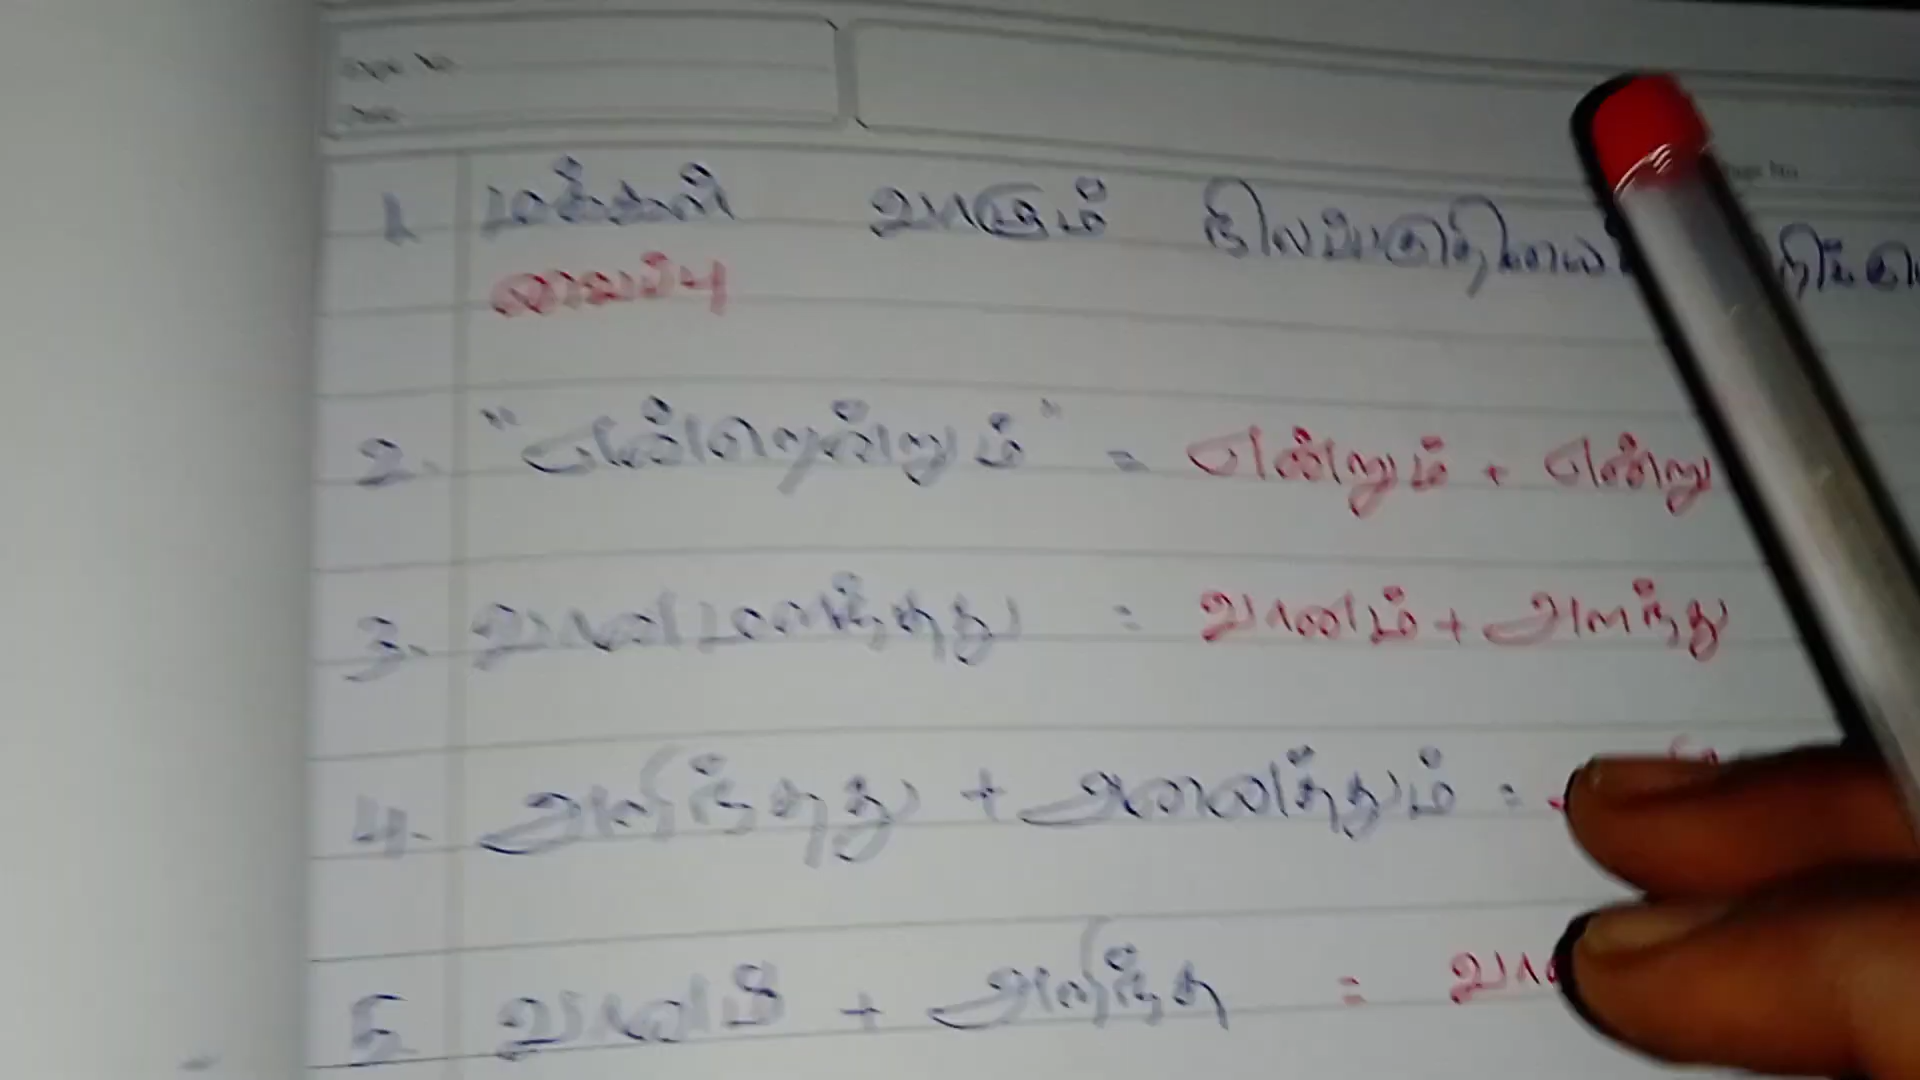 1. மக்கள் வாழும் நிலப்பகுதியை
வைப்பு
2. "என்றென்றும்" = என்றும் + என்று
3. வானமளந்தது = வானம் + அளந்து
4. அறிந்தது + அனைத்தும் =
5 வானம் + அறிந்த = வான